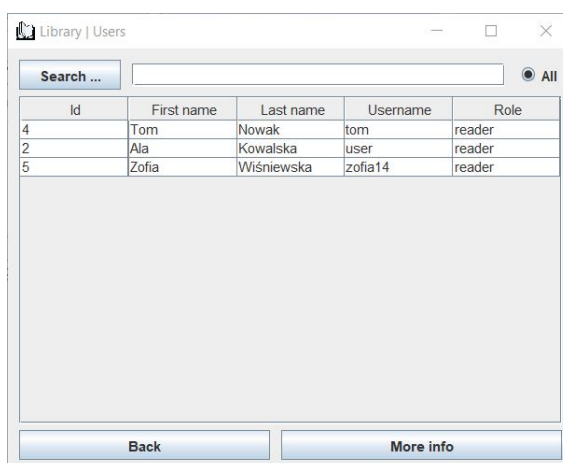 Library | Users
Search ... All
Id First name Last name Username Role
4 Tom Nowak tom reader
2 Ala Kowalska user reader
5 Zofia Wiśniewska zofia14 reader
Back More info